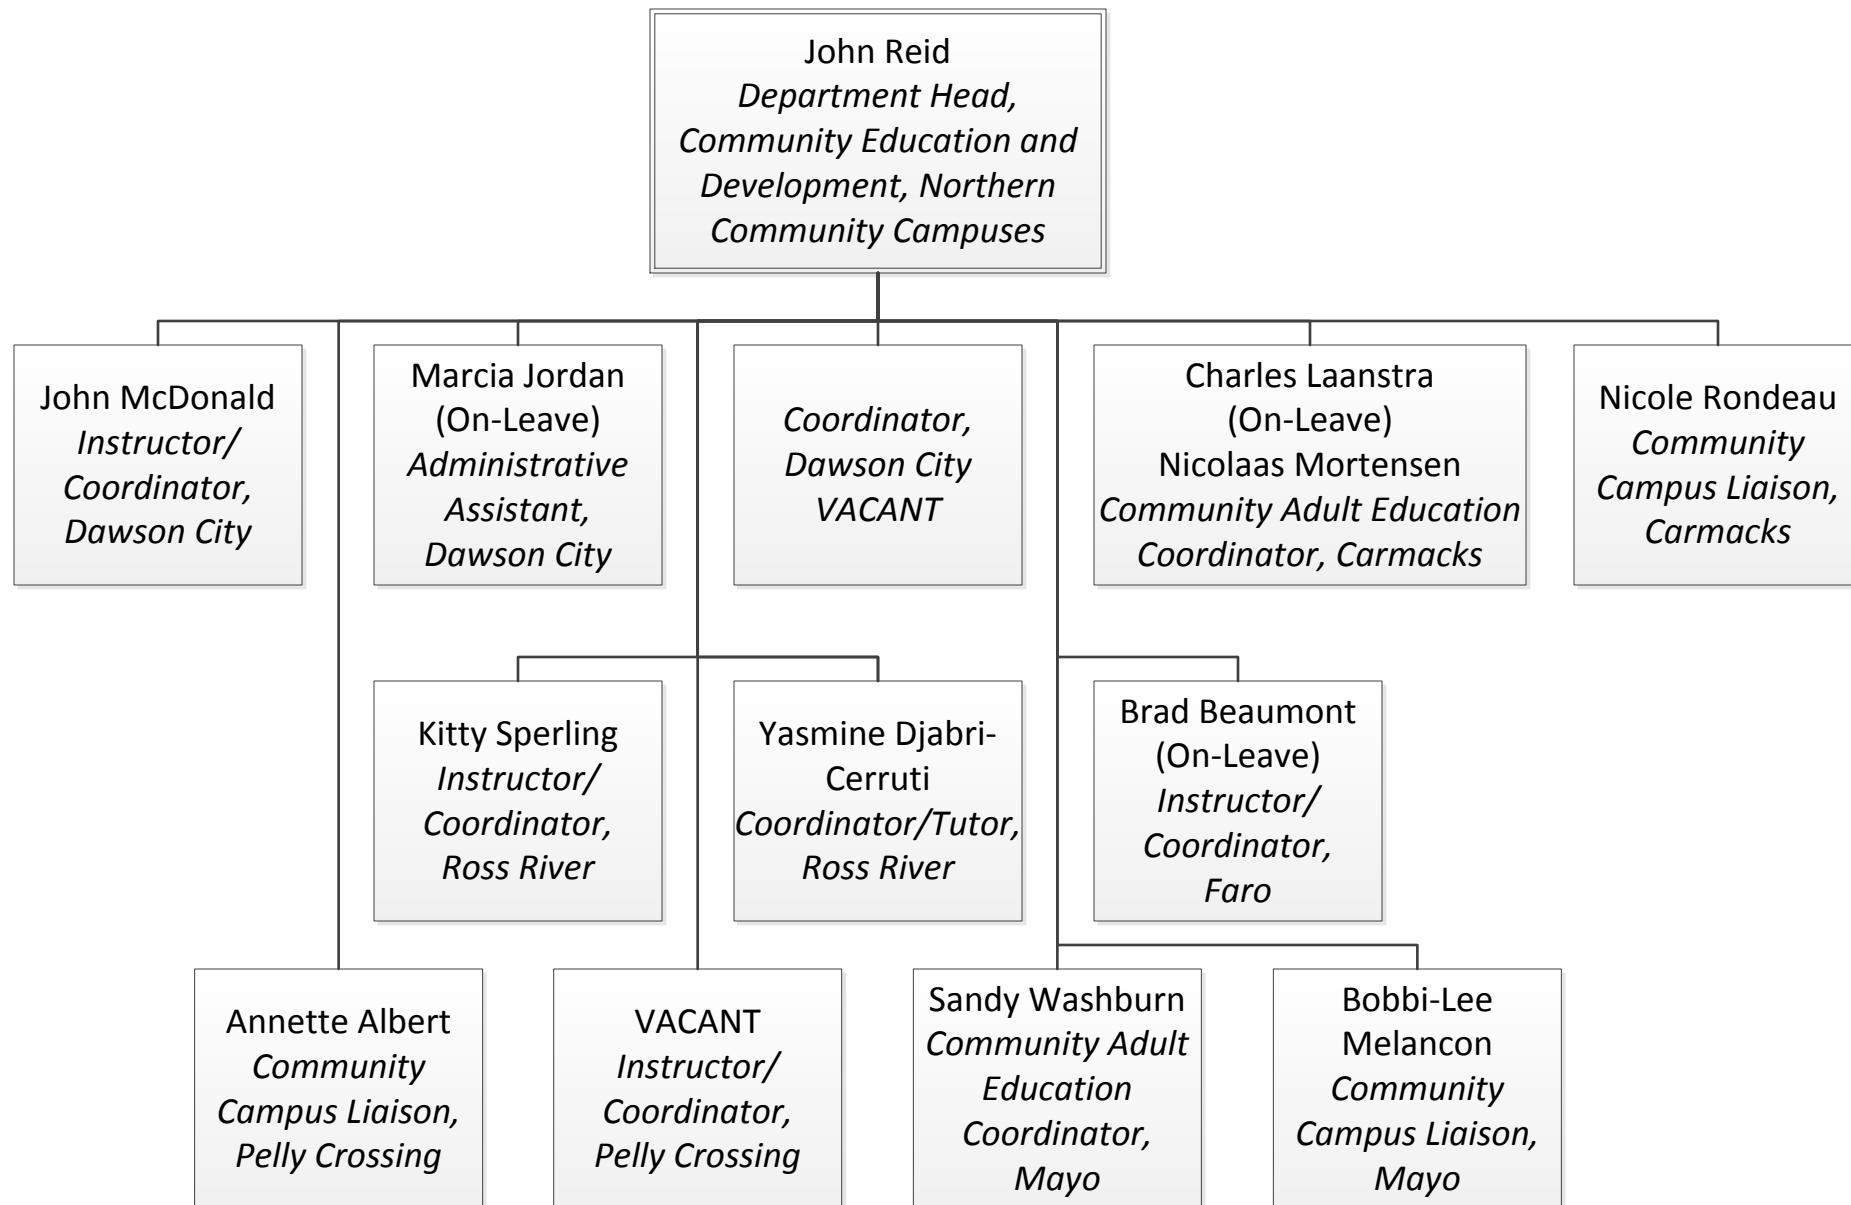 John Reid
Department Head,
Community Education and
Development, Northern
Community Campuses
John McDonald
Instructor/
Coordinator,
Dawson City
Marcia Jordan
(On-Leave)
Administrative
Assistant,
Dawson City
Coordinator,
Dawson City
VACANT
Charles Laanstra
(On-Leave)
Nicolaas Mortensen
Community Adult Education
Coordinator, Carmacks
Nicole Rondeau
Community
Campus Liaison,
Carmacks
Kitty Sperling
Instructor/
Coordinator,
Ross River
Yasmine Djabri-
Cerruti
Coordinator/Tutor,
Ross River
Brad Beaumont
(On-Leave)
Instructor/
Coordinator,
Faro
Annette Albert
Community
Campus Liaison,
Pelly Crossing
VACANT
Instructor/
Coordinator,
Pelly Crossing
Sandy Washburn
Community Adult
Education
Coordinator,
Mayo
Bobbi-Lee
Melancon
Community
Campus Liaison,
Mayo